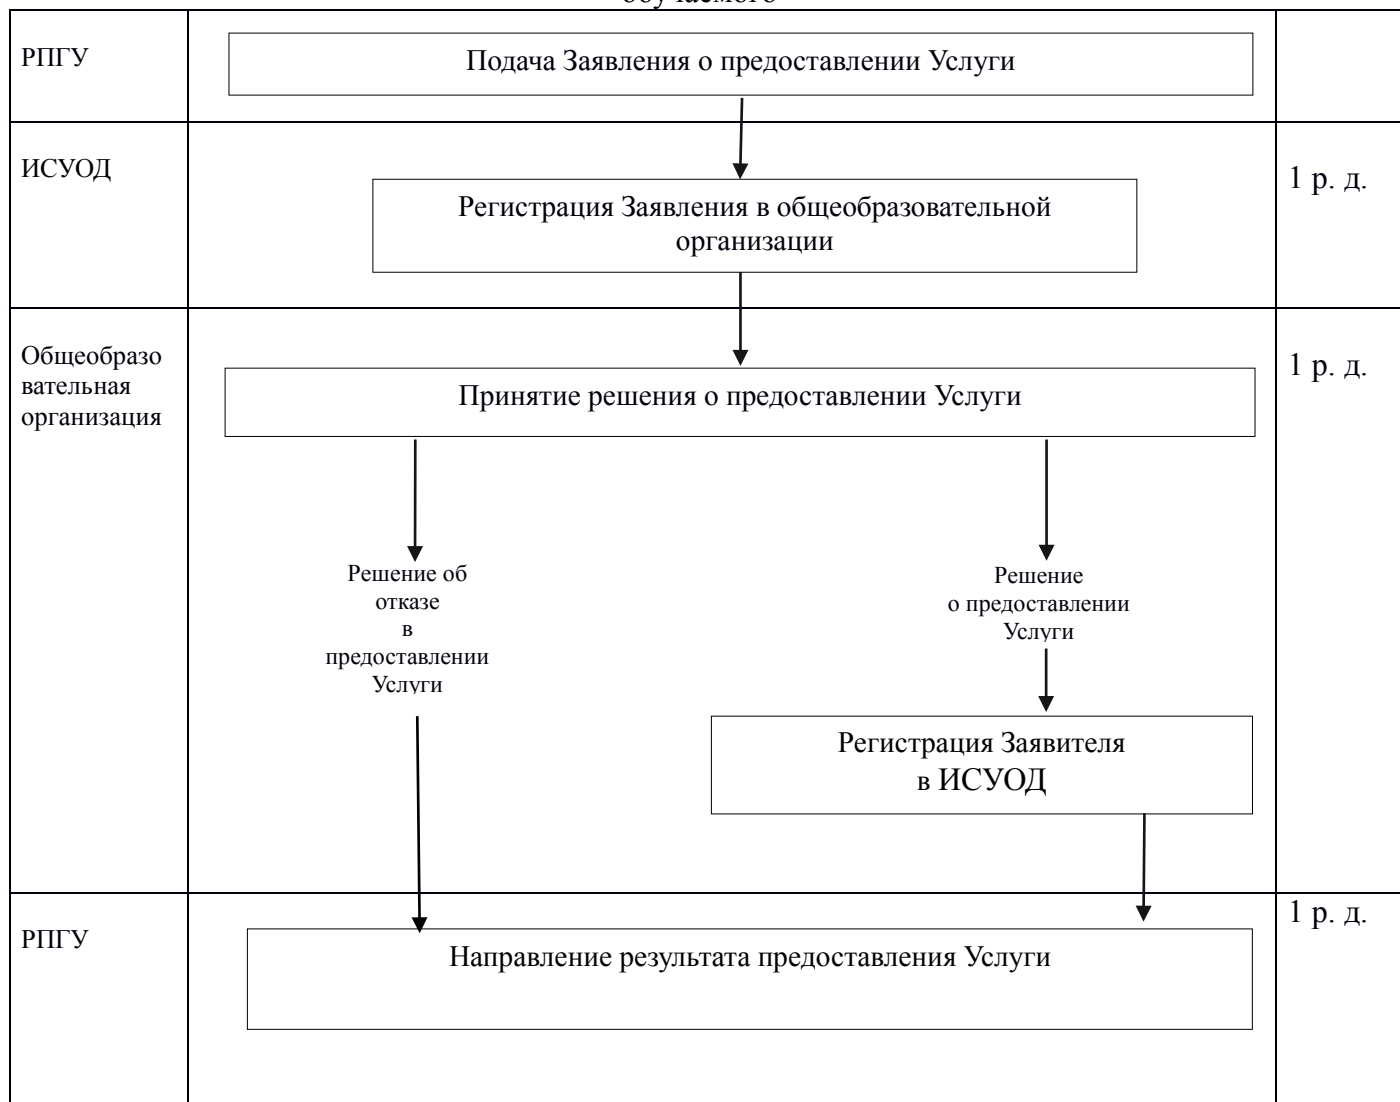 РПГУ
Подача Заявления о предоставлении Услуги
ИСУОД
Регистрация Заявления в общеобразовательной
организации
1 р. д.
Общеобразо
вательная
организация
Принятие решения о предоставлении Услуги
1 р. д.
Решение об
отказе
в
предоставлении
Услуги
Решение
о предоставлении
Услуги
Регистрация Заявителя
в ИСУОД
РПГУ
Направление результата предоставления Услуги
1 р. д.